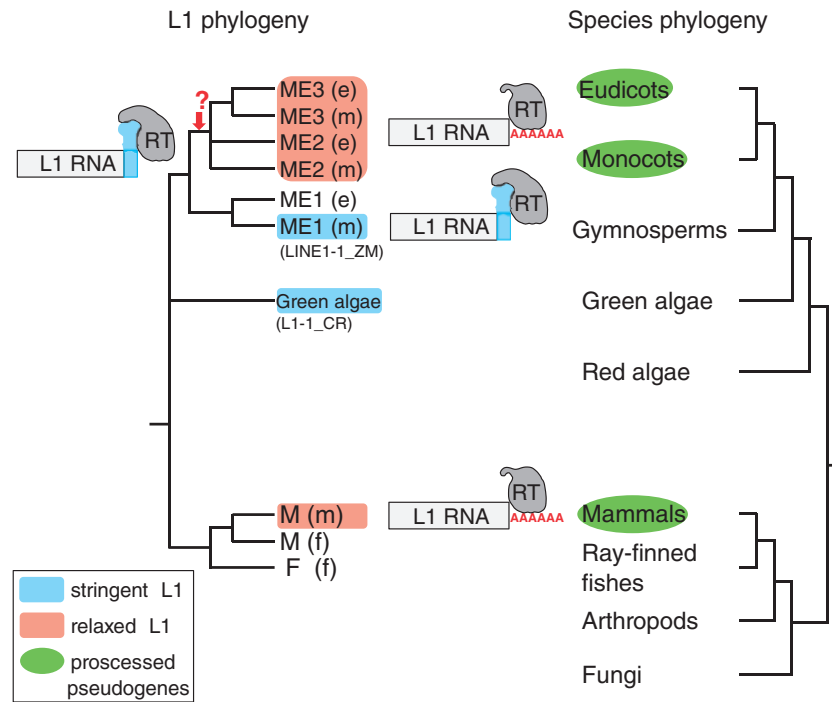 L1 phylogeny
Species phylogeny
?
RT
L1 RNA
ME3 (e)
ME3 (m)
ME2 (e)
ME2 (m)
ME1 (e)
ME1 (m)
(LINE1-1_ZM)
Green algae
(L1-1_CR)
M (m)
M (f)
F (f)
RT
L1 RNA
AAAAAA
RT
L1 RNA
RT
L1 RNA
AAAAAA
Eudicots
Monocots
Gymnosperms
Green algae
Red algae
Mammals
Ray-finned
fishes
Arthropods
Fungi
stringent L1
relaxed L1
proscessed
pseudogenes